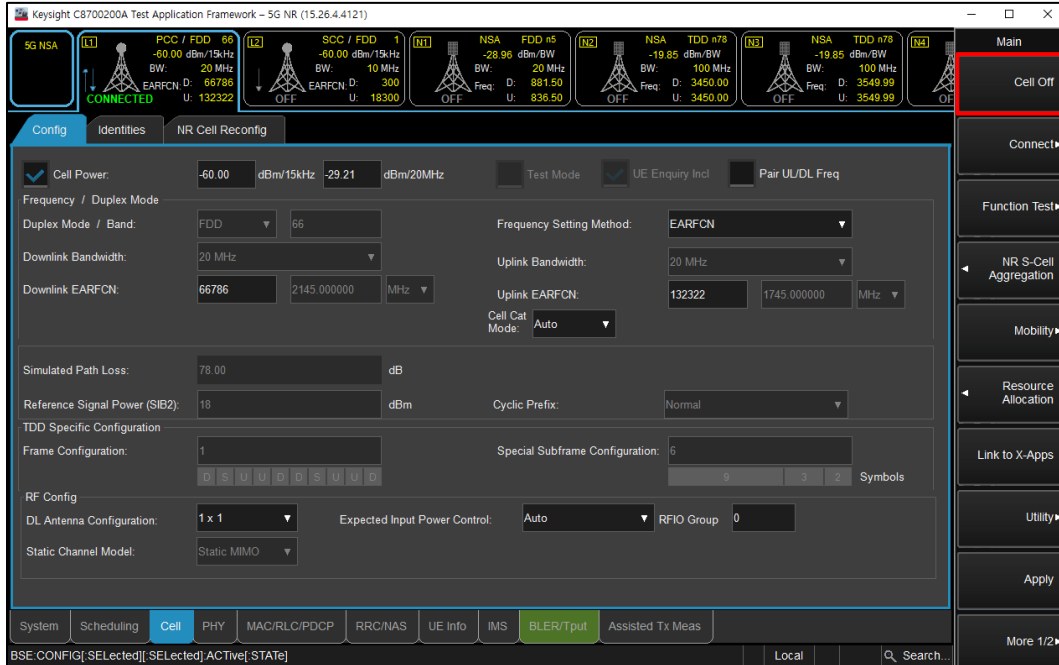 Keysight C8700200A Test Application Framework – 5G NR (15.26.4.4121)
5G NSA
L1 PCC / FDD 66
-60.00 dBm/15kHz
BW: 20 MHz
EARFCN: D: 66786
CONNECTED U: 132322
L2 SCC / FDD 1
-60.00 dBm/15kHz
BW: 10 MHz
EARFCN: D: 300
OFF U: 18300
N1 NSA FDD n5
-28.96 dBm/BW
BW: 20 MHz
Freq: D: 881.50
OFF U: 836.50
N2 NSA TDD n78
-19.85 dBm/BW
BW: 100 MHz
Freq: D: 3450.00
OFF U: 3450.00
N3 NSA TDD n78
-19.85 dBm/BW
BW: 100 MHz
Freq: D: 3549.99
OFF U: 3549.99
N4
Main
Cell Off
Connect
Function Test
NR S-Cell
Aggregation
Mobility
Resource
Allocation
Link to X-Apps
Utility
Apply
More 1/2
Config Identities NR Cell Reconfig
Cell Power: -60.00 dBm/15kHz -29.21 dBm/20MHz Test Mode UE Enquiry Incl Pair UL/DL Freq
Frequency / Duplex Mode
Duplex Mode / Band: FDD 66 Frequency Setting Method: EARFCN
Downlink Bandwidth: 20 MHz Uplink Bandwidth: 20 MHz
Downlink EARFCN: 66786 2145.000000 MHz Uplink EARFCN: 132322 1745.000000 MHz
Cell Cat
Mode: Auto
Simulated Path Loss: 78.00 dB
Reference Signal Power (SIB2): 18 dBm Cyclic Prefix: Normal
TDD Specific Configuration
Frame Configuration: 1 Special Subframe Configuration: 6
D S U U D D S U U D 9 3 2 Symbols
RF Config
DL Antenna Configuration: 1 x 1 Expected Input Power Control: Auto RFIO Group 0
Static Channel Model: Static MIMO
System Scheduling Cell PHY MAC/RLC/PDCP RRC/NAS UE Info IMS BLER/Tput Assisted Tx Meas
BSE:CONFIG[:SELected][:SELected]:ACTive[:STATe] Local Search...